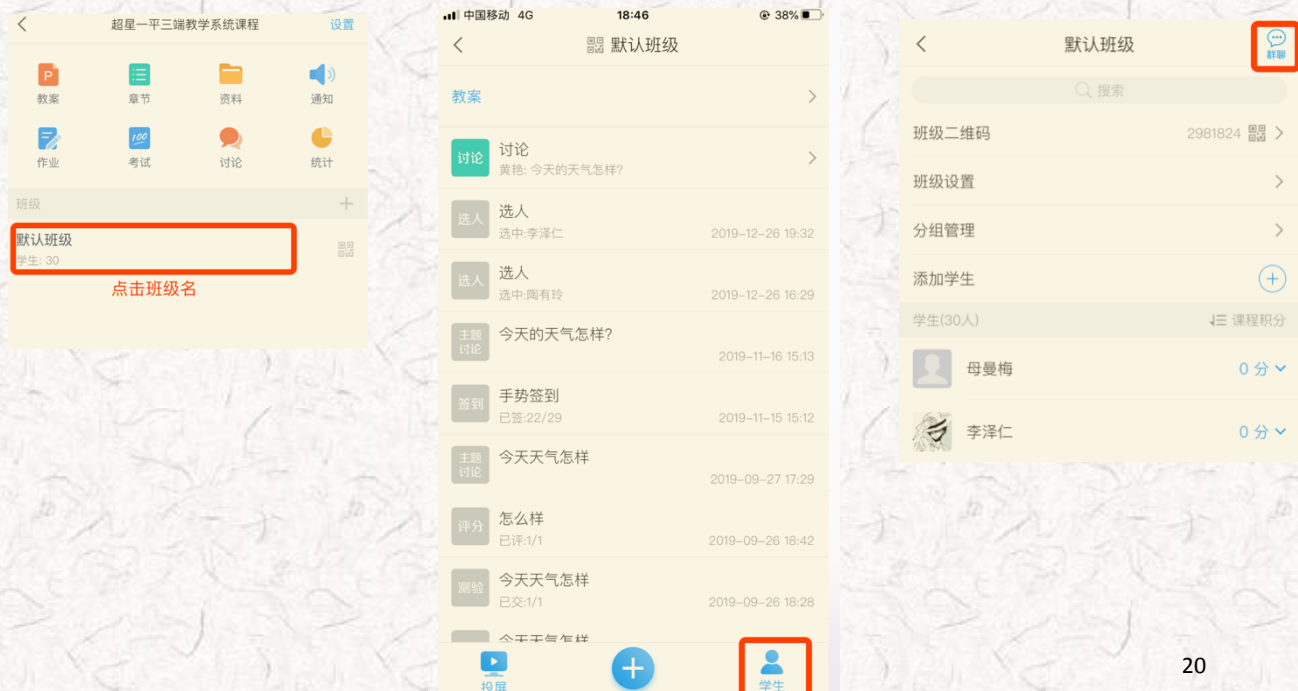 超星一平三端教学系统课程
设置
教案
章节
资料
通知
作业
考试
讨论
统计
班级
默认班级
学生: 30
点击班级名
中国移动 4G
18:46
38%
默认班级
教案
讨论
讨论
黄艳: 今天的天气怎样?
选人
选人
选中:李泽仁
2019-12-26 19:32
选人
选人
选中:陶有玲
2019-12-26 16:29
主题
讨论
今天的天气怎样?
2019-11-16 15:13
签到
手势签到
已签:22/29
2019-11-15 15:12
主题
讨论
今天天气怎样
2019-09-27 17:29
评分
怎么样
已评:1/1
2019-09-26 18:42
测验
今天天气怎样
已交:1/1
2019-09-26 18:28
今天天气怎样
投屏
学生
默认班级
群聊
搜索
班级二维码
2981824
班级设置
分组管理
添加学生
学生(30人)
课程积分
母曼梅
0 分
李泽仁
0 分
20